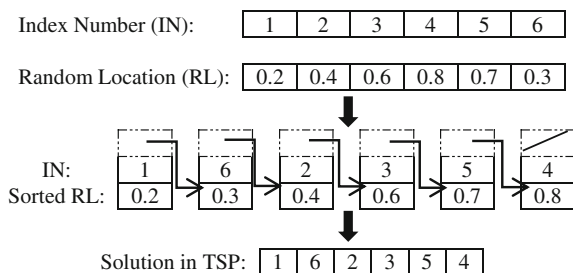 Index Number (IN): 1 2 3 4 5 6
Random Location (RL): 0.2 0.4 0.6 0.8 0.7 0.3
IN: 1 6 2 3 5 4
Sorted RL: 0.2 0.3 0.4 0.6 0.7 0.8
Solution in TSP: 1 6 2 3 5 4